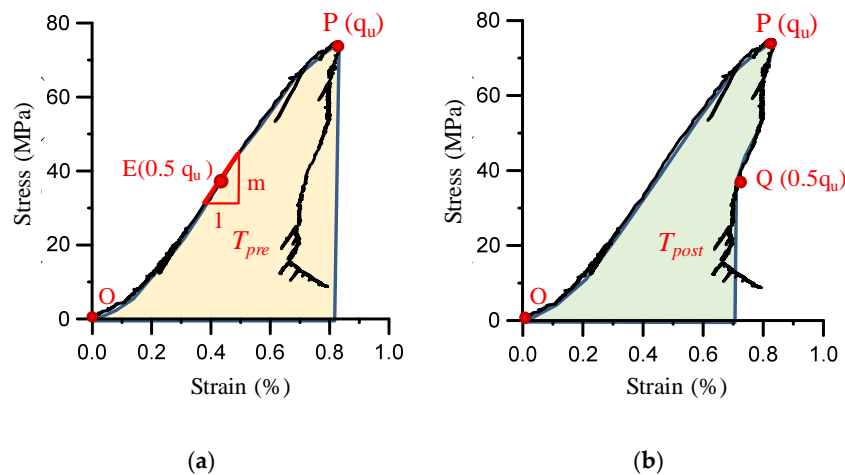 P (qu)
80
60
40
20
0
Stress (MPa)
E(0.5 qu)
m
1
Tpre
O
0.0 0.2 0.4 0.6 0.8 1.0
Strain (%)
(a)
P (qu)
80
60
40
20
0
Stress (MPa)
Q (0.5qu)
Tpost
O
0.0 0.2 0.4 0.6 0.8 1.0
Strain (%)
(b)